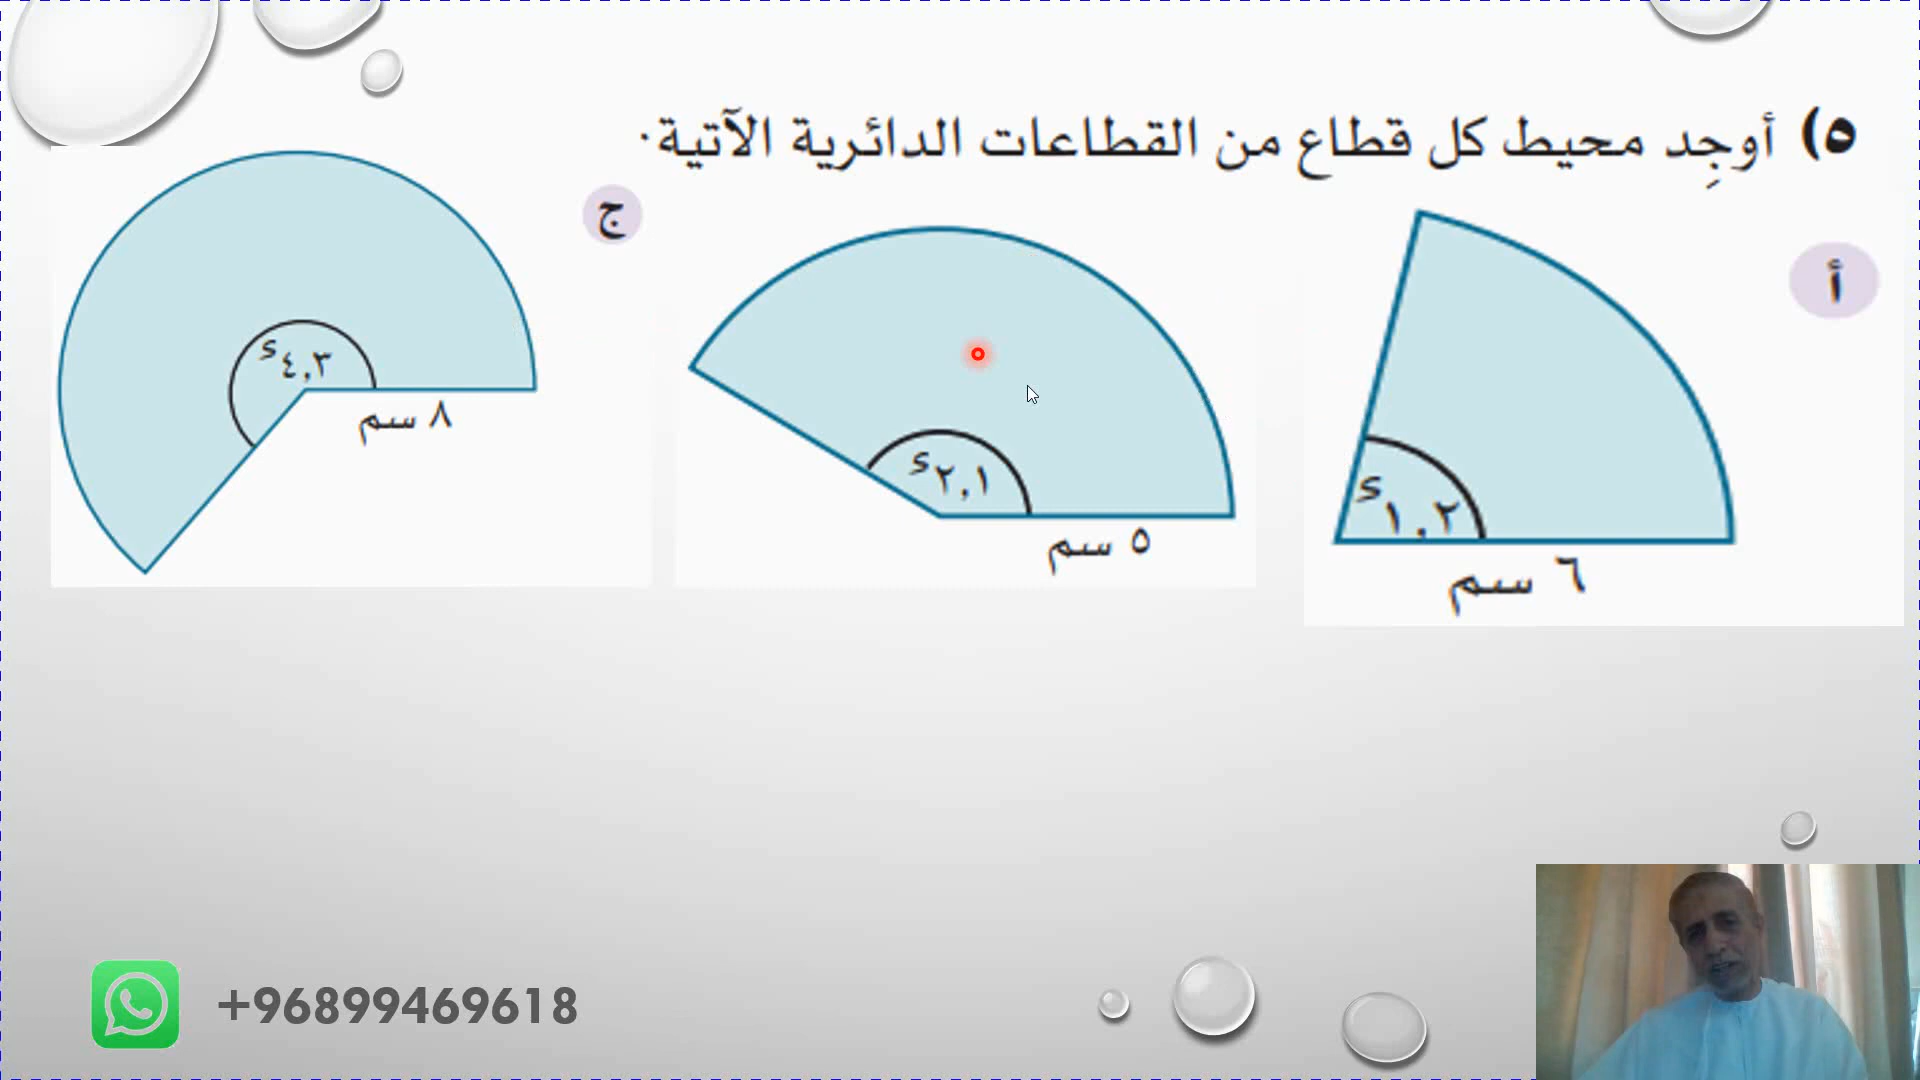 ٥) أوجِد محيط كل قطاع من القطاعات الدائرية الآتية.
أ
١,٢ ء
٦ سم
٢,١ ء
٥ سم
ج
٤,٣ ء
٨ سم
+96899469618